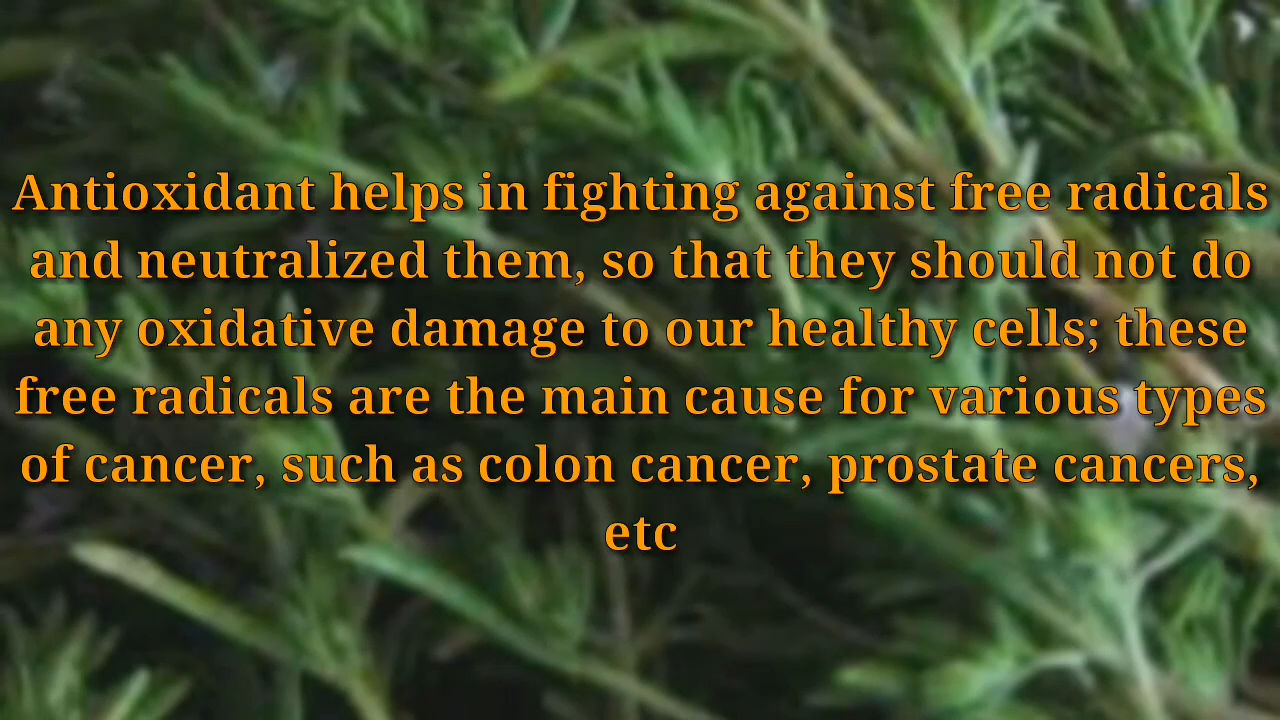 Antioxidant helps in fighting against free radicals
and neutralized them, so that they should not do
any oxidative damage to our healthy cells; these
free radicals are the main cause for various types
of cancer, such as colon cancer, prostate cancers,
etc